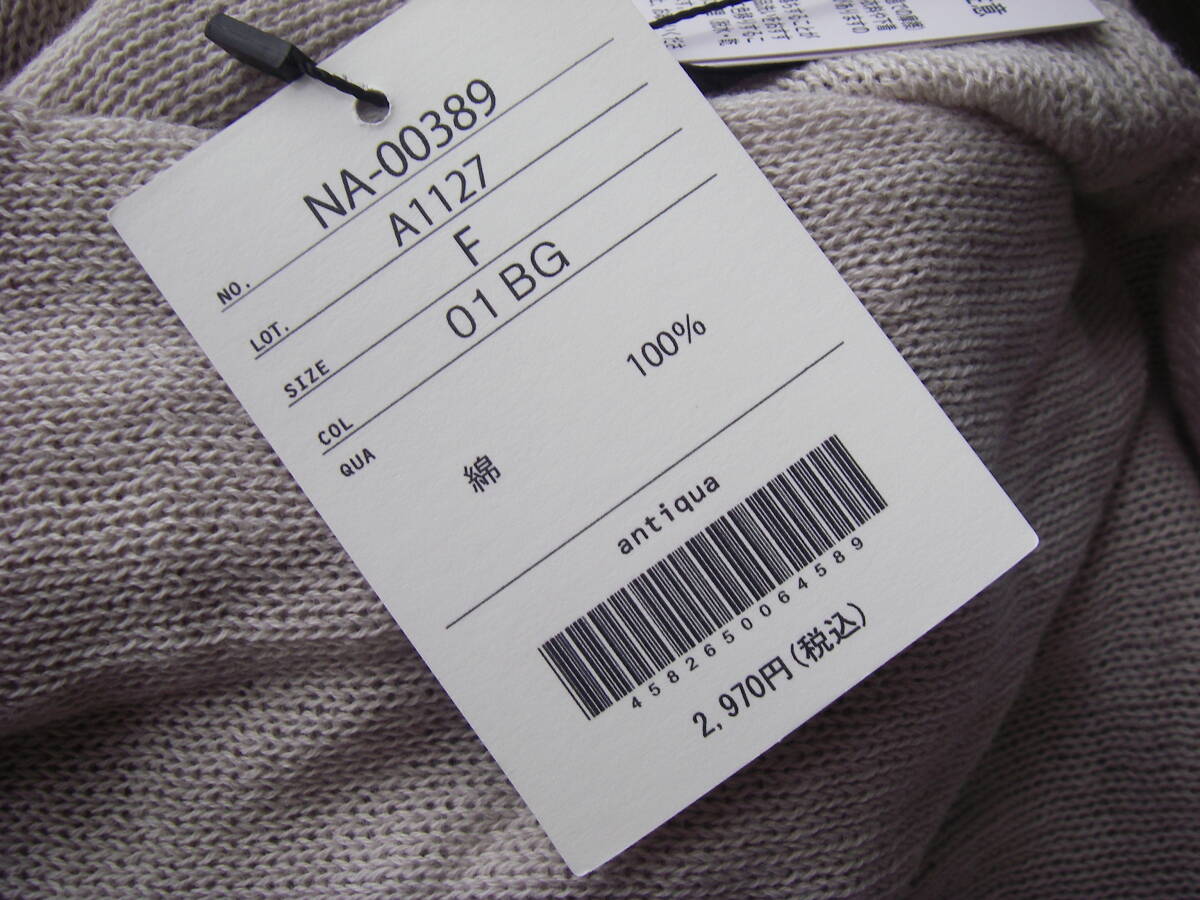 NO. NA-00389
LOT. A1127
SIZE F
COL 01 BG
QUA
綿 100%
antiqua
4582650064589
2,970円(税込)
意